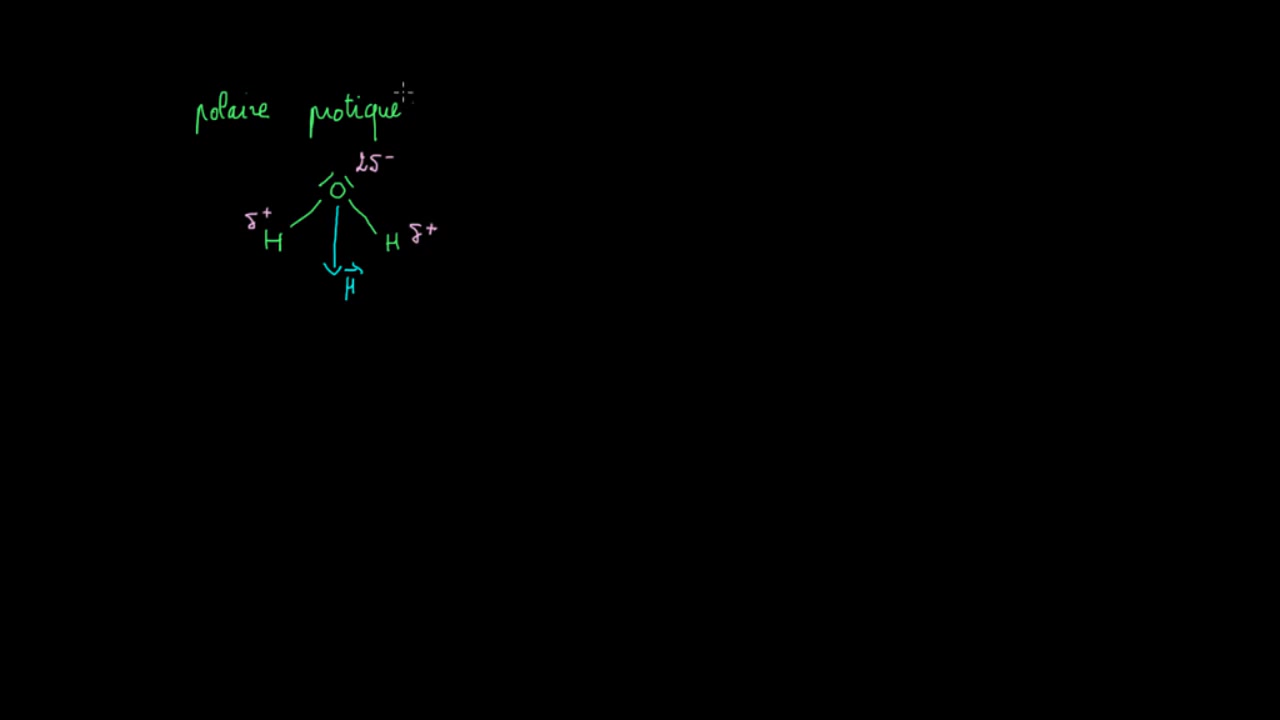 polaire protique
2δ-
O
δ+
H H δ+
μ